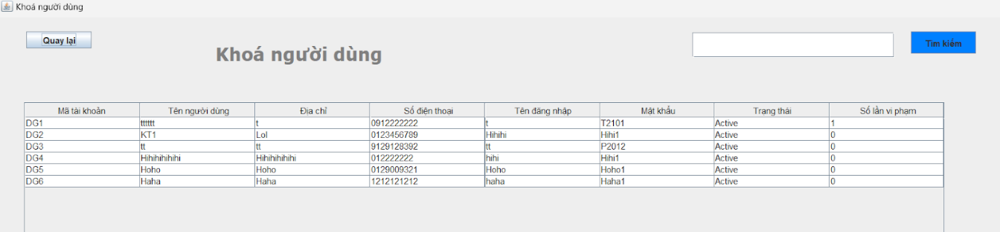 Khoá người dùng
Quay lại
Khoá người dùng
Tìm kiếm
Mã tài khoản Tên người dùng Địa chỉ Số điện thoại Tên đăng nhập Mật khẩu Trạng thái Số lần vi phạm
DG1 tttttt t 0912222222 t T2101 Active 1
DG2 KT1 Lol 0123456789 Hihihi Hihi1 Active 0
DG3 tt tt 9129128392 tt P2012 Active 0
DG4 Hihihihihihi Hihihihihihi 012222222 hihi Hihi1 Active 0
DG5 Hoho Hoho 0129009321 Hoho Hoho1 Active 0
DG6 Haha Haha 1212121212 haha Haha1 Active 0